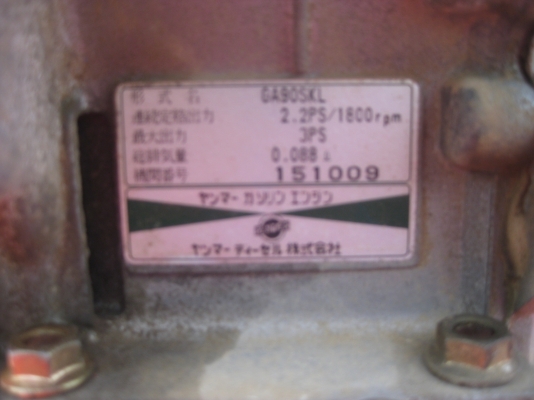 形式名 GA90SKL
連続定格出力 2.2PS/1800rpm
最大出力 3PS
総排気量 0.088ℓ
機関番号 151009
ヤンマー ガソリン エンジン
ヤンマー ディーゼル 株式会社